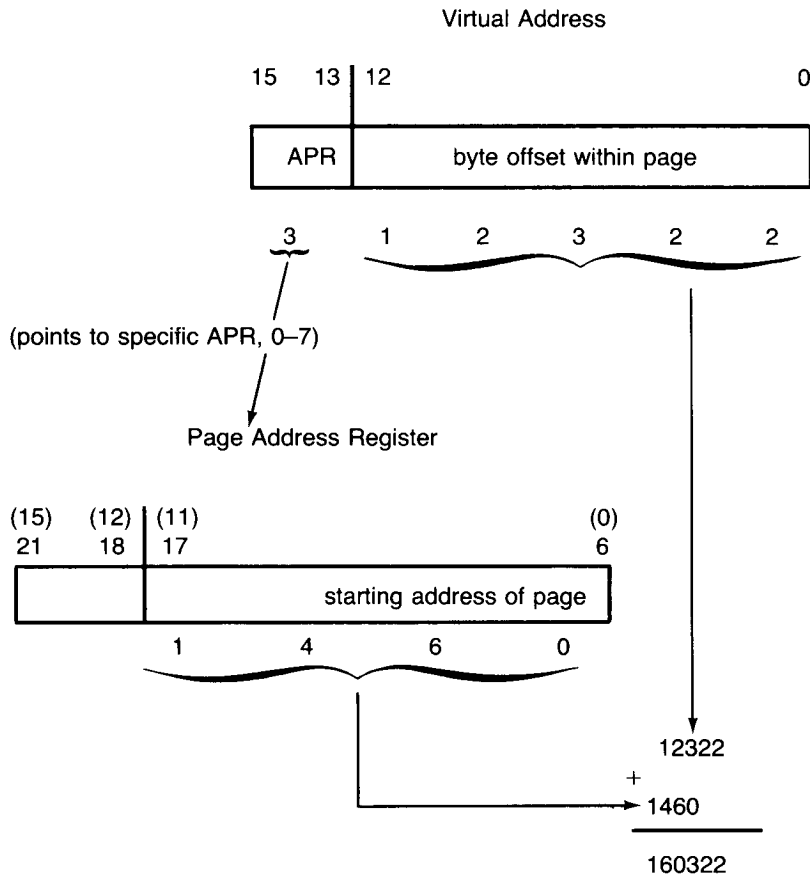 Virtual Address
15 13 12 0
APR byte offset within page
3 1 2 3 2 2
(points to specific APR, 0–7)
Page Address Register
(15) (12) (11) (0)
21 18 17 6
starting address of page
1 4 6 0
12322
+
1460
160322